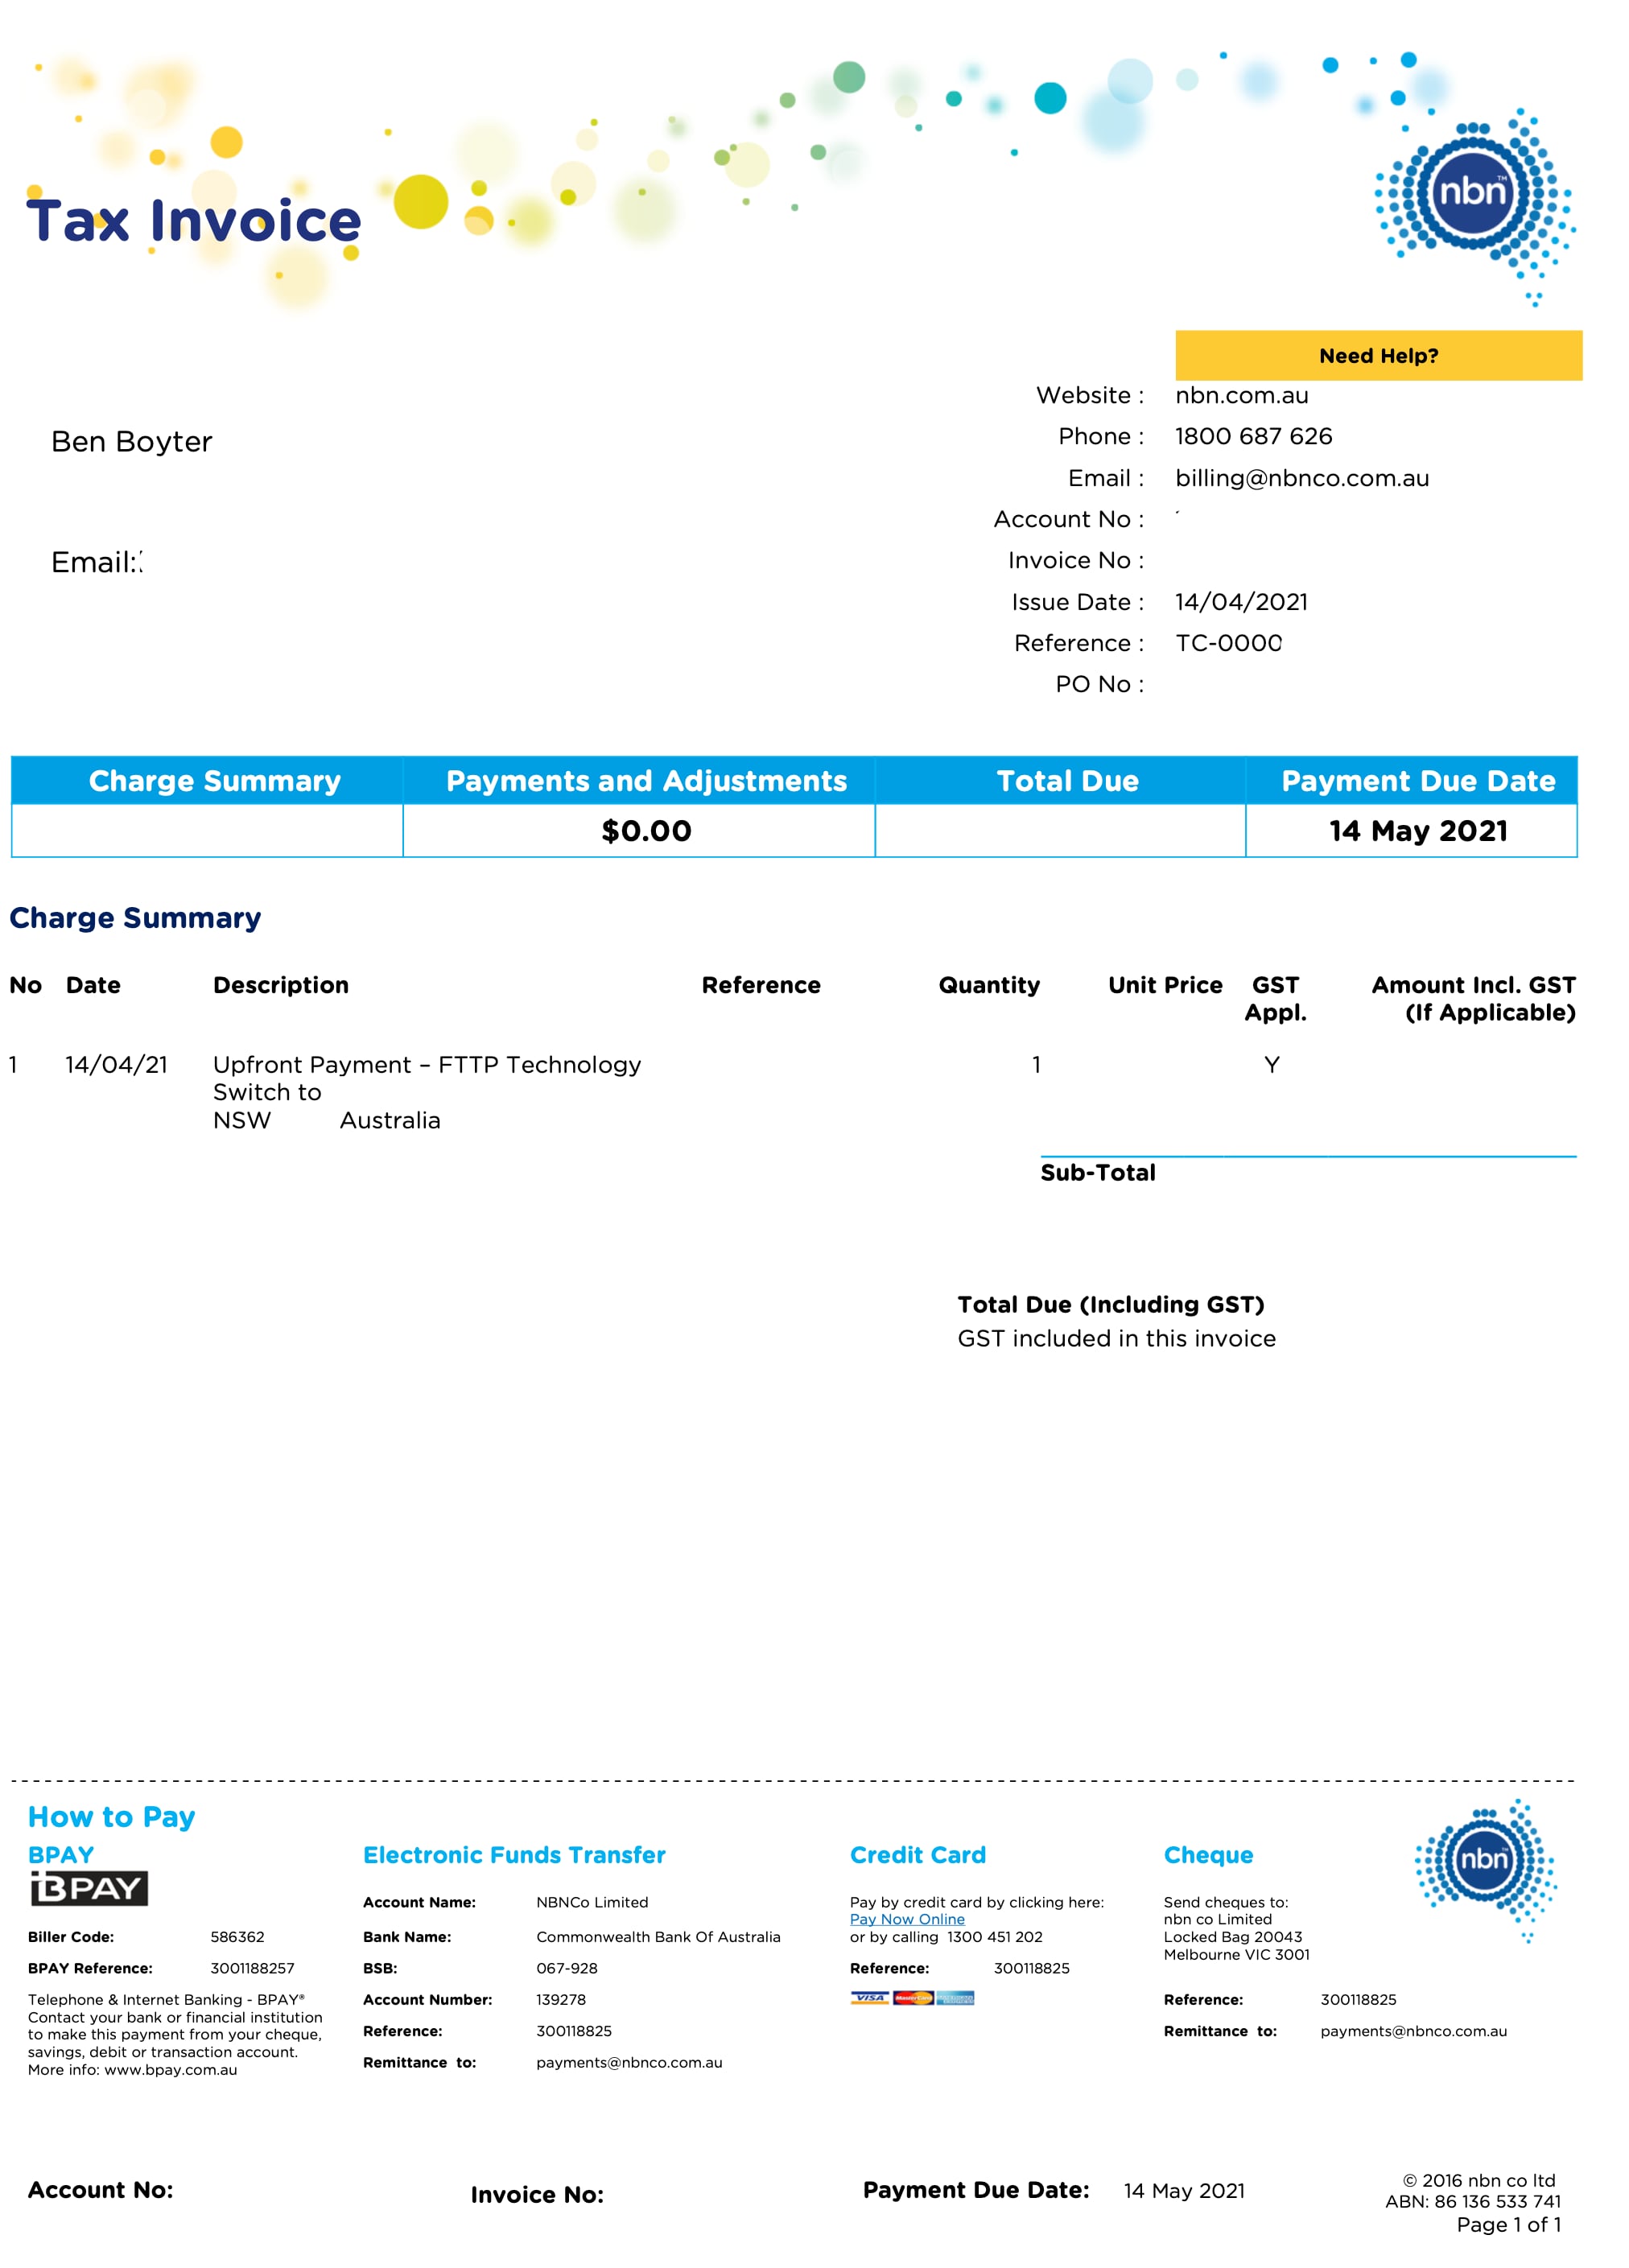 Tax Invoice
nbn™
Need Help?
Website : nbn.com.au
Ben Boyter
Phone : 1800 687 626
Email : billing@nbnco.com.au
Account No :
Email:
Invoice No :
Issue Date : 14/04/2021
Reference : TC-0000
PO No :
Charge Summary Payments and Adjustments Total Due Payment Due Date
$0.00 14 May 2021
Charge Summary
No Date Description Reference Quantity Unit Price GST Amount Incl. GST
Appl. (If Applicable)
1 14/04/21 Upfront Payment – FTTP Technology 1 Y
Switch to
NSW Australia
Sub-Total
Total Due (Including GST)
GST included in this invoice
How to Pay
BPAY
BPAY
Biller Code: 586362
BPAY Reference: 3001188257
Telephone & Internet Banking - BPAY®
Contact your bank or financial institution
to make this payment from your cheque,
savings, debit or transaction account.
More info: www.bpay.com.au
Electronic Funds Transfer
Account Name: NBNCo Limited
Bank Name: Commonwealth Bank Of Australia
BSB: 067-928
Account Number: 139278
Reference: 300118825
Remittance to: payments@nbnco.com.au
Credit Card
Pay by credit card by clicking here:
Pay Now Online
or by calling 1300 451 202
Reference: 300118825
VISA MasterCard
Cheque
Send cheques to:
nbn co Limited
Locked Bag 20043
Melbourne VIC 3001
Reference: 300118825
Remittance to: payments@nbnco.com.au
nbn
Account No:
Invoice No:
Payment Due Date: 14 May 2021
© 2016 nbn co ltd
ABN: 86 136 533 741
Page 1 of 1